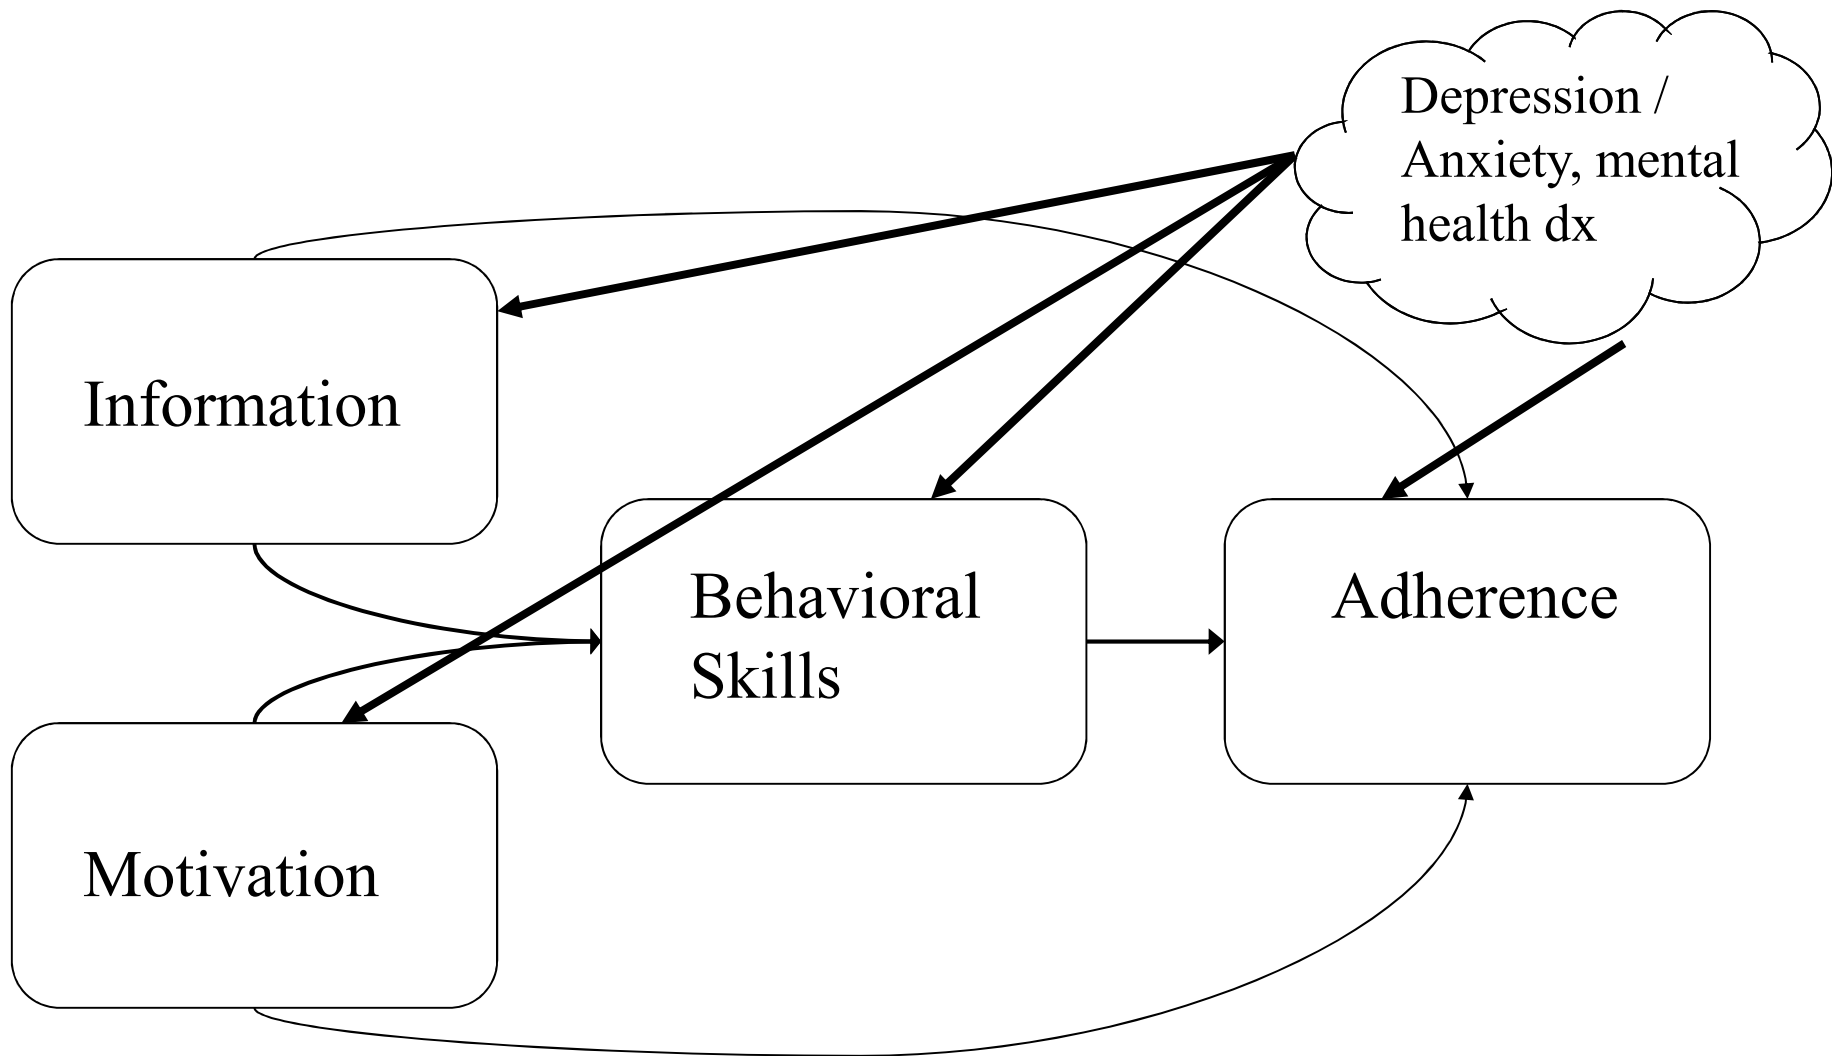 Depression /
Anxiety, mental
health dx
Information
Behavioral
Skills
Adherence
Motivation